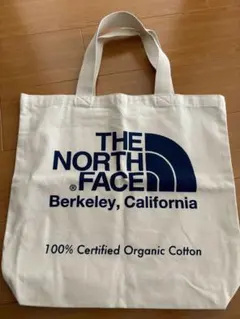 THE
NORTH
® FACE
Berkeley, California
100% Certified Organic Cotton